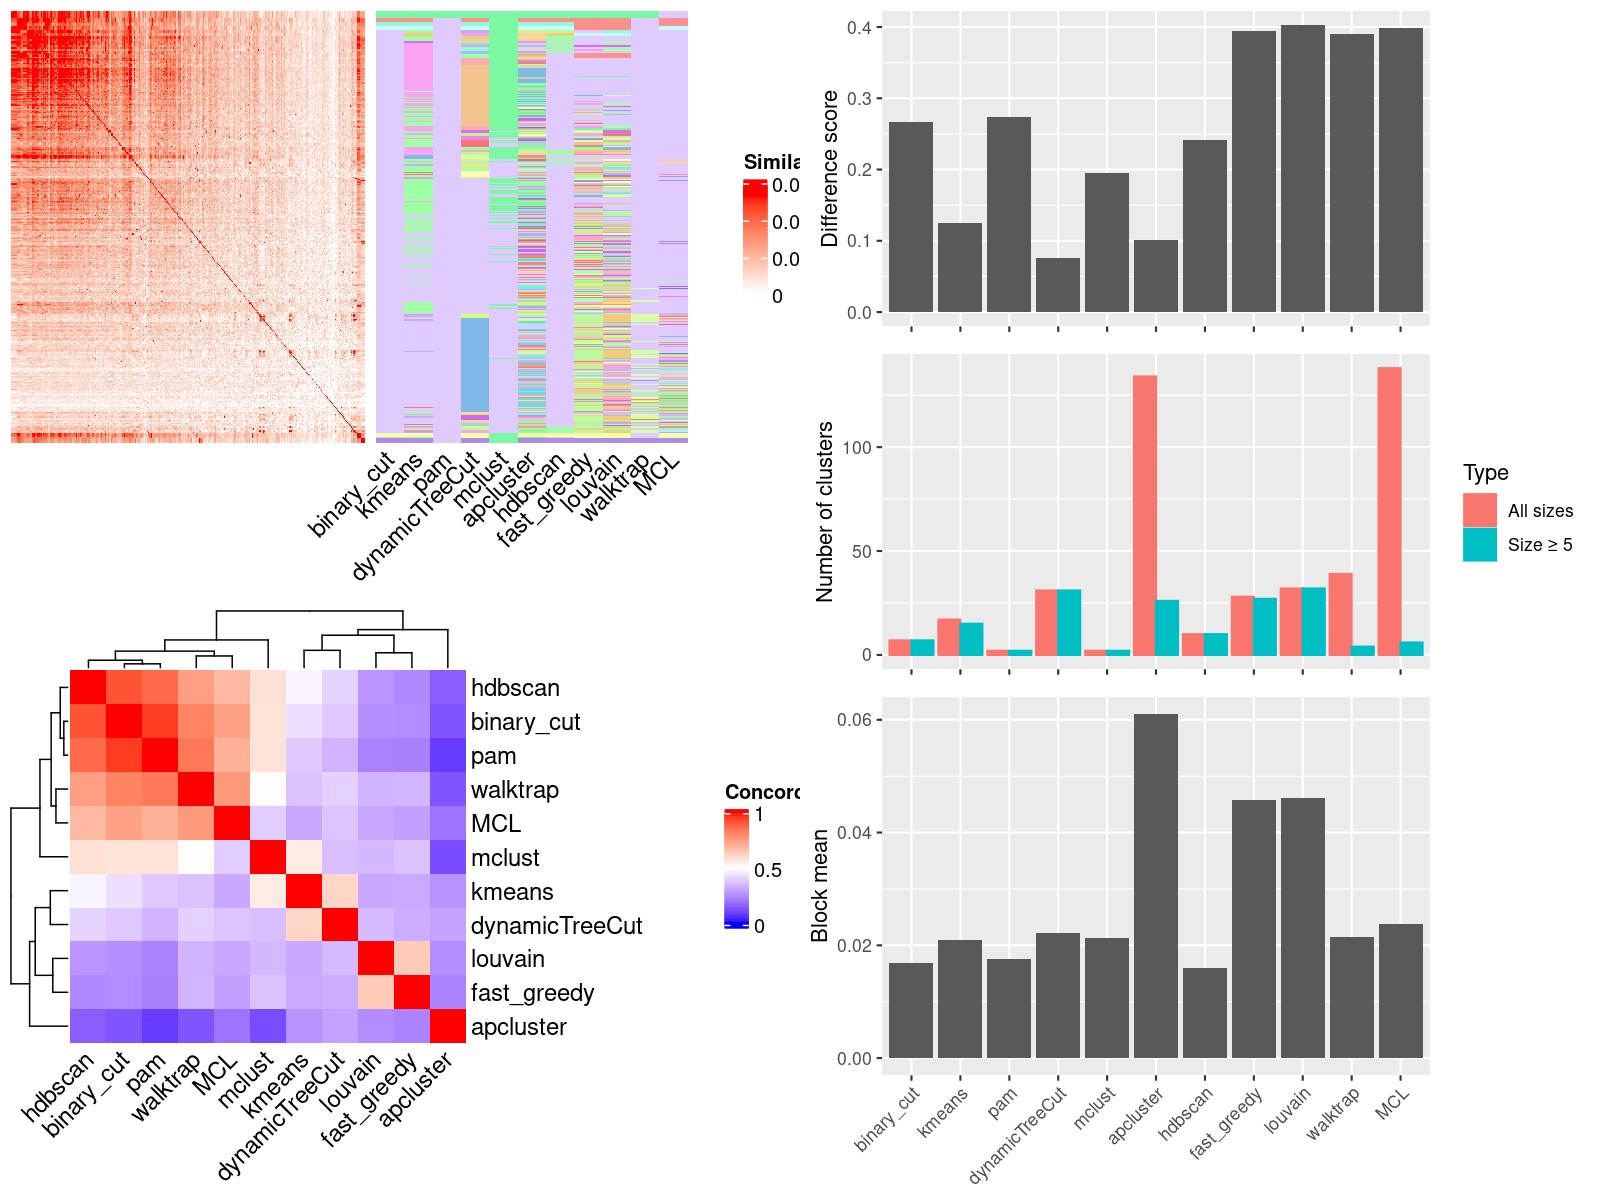 Simila
0.0
0.0
0.0
0
binary_cut
kmeans
pam
dynamicTreeCut
mclust
apcluster
hdbscan
fast_greedy
louvain
walktrap
MCL
hdbscan
binary_cut
pam
walktrap
MCL
mclust
kmeans
dynamicTreeCut
louvain
fast_greedy
apcluster
hdbscan
binary_cut
pam
walktrap
MCL
mclust
kmeans
dynamicTreeCut
louvain
fast_greedy
apcluster
Concord
1
0.5
0
Difference score
0.4
0.3
0.2
0.1
0.0
Number of clusters
100
50
0
Type
All sizes
Size ≥ 5
Block mean
0.06
0.04
0.02
0.00
binary_cut
kmeans
pam
dynamicTreeCut
mclust
apcluster
hdbscan
fast_greedy
louvain
walktrap
MCL